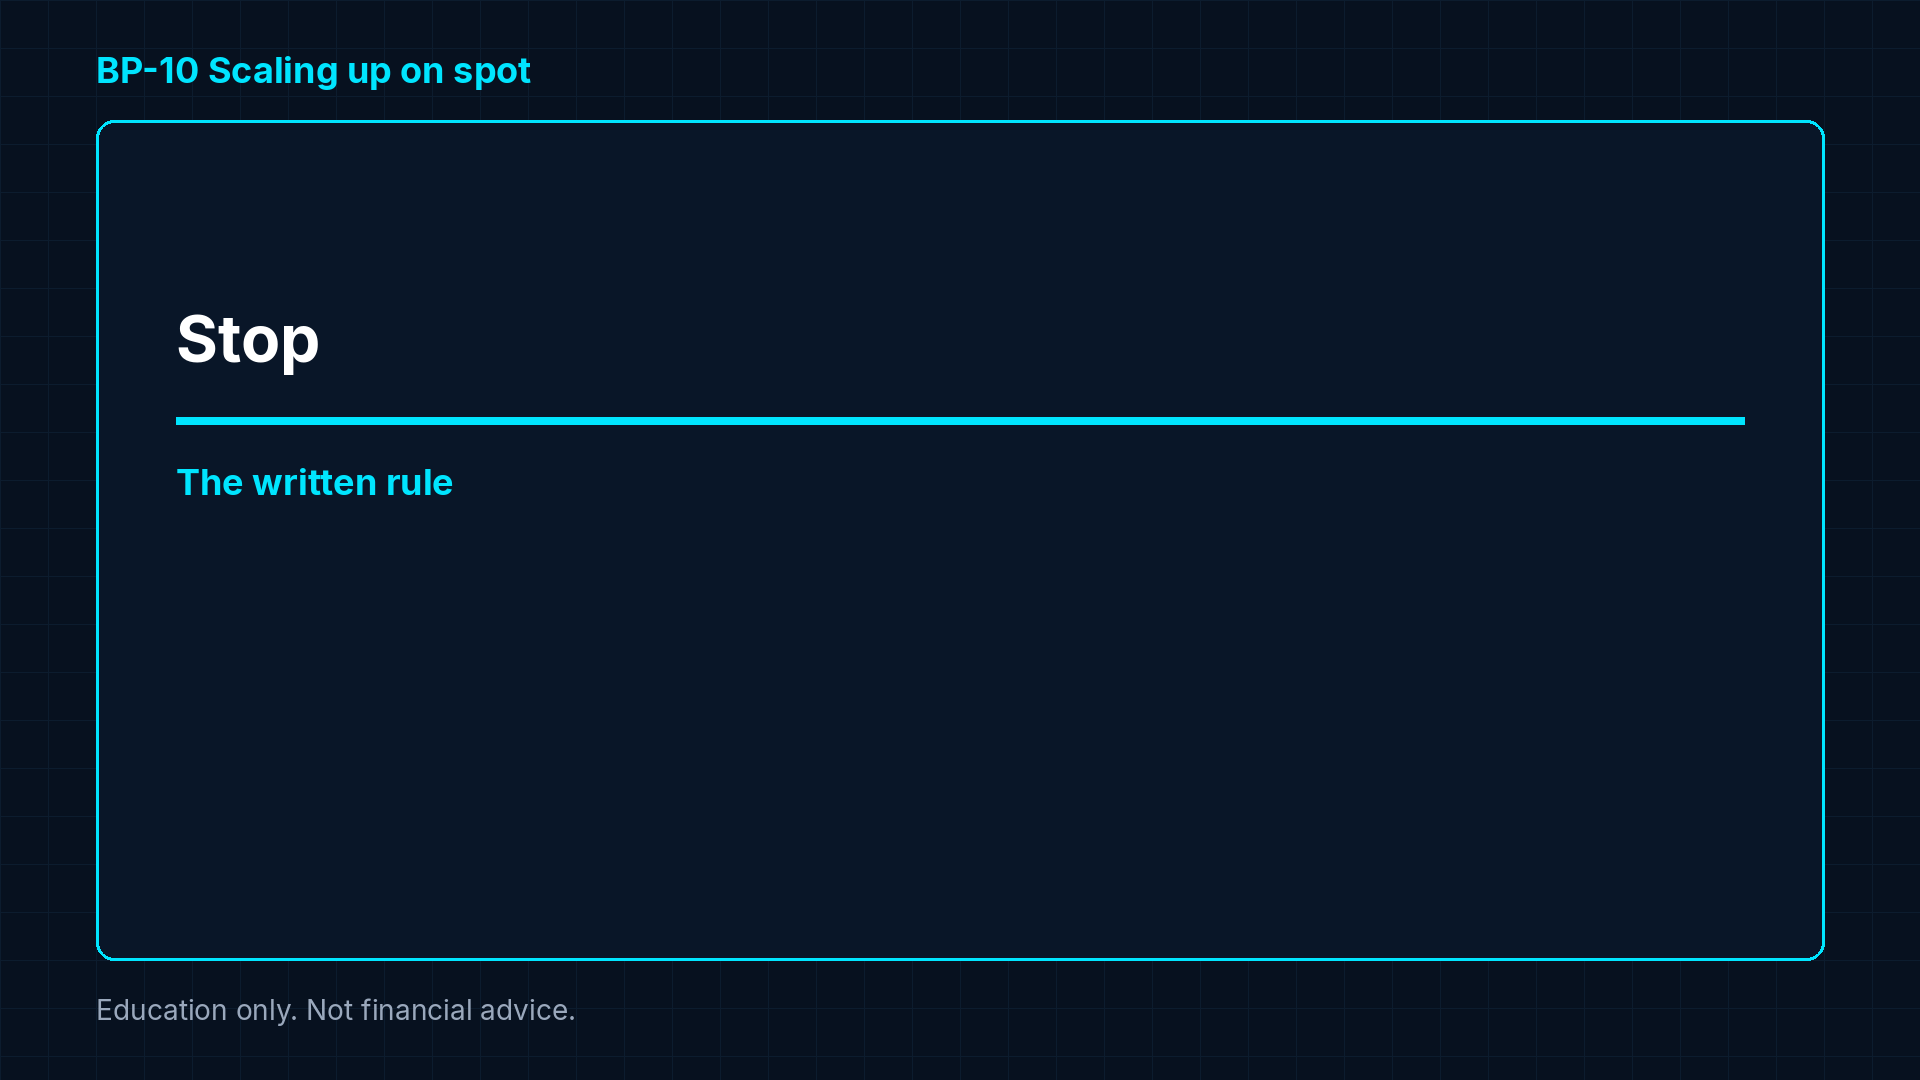 BP-10 Scaling up on spot
Stop
The written rule
Education only. Not financial advice.